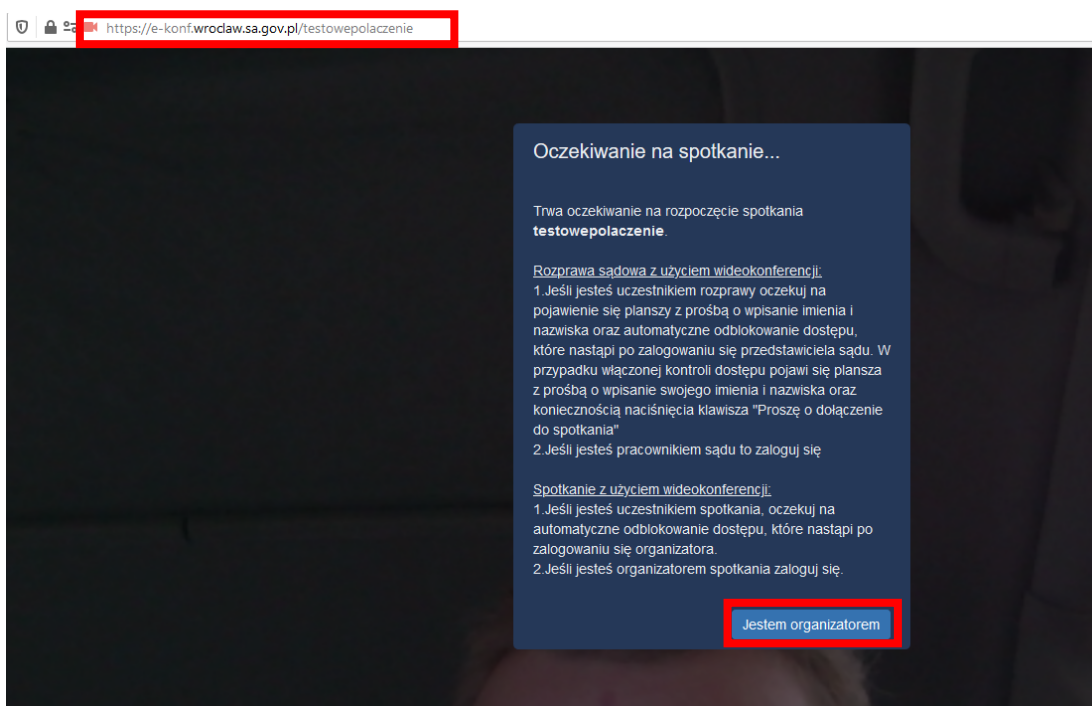 https://e-konf.wroclaw.sa.gov.pl/testowepolaczenie
Oczekiwanie na spotkanie...
Trwa oczekiwanie na rozpoczęcie spotkania
testowepolaczenie.
Rozprawa sądowa z użyciem widekonferencji:
1.Jeśli jesteś uczestnikiem rozprawy oczekuj na
pojawienie się planszy z prośbą o wpisanie imienia i
nazwiska oraz automatyczne odblokowanie dostępu,
które nastąpi po zalogowaniu się przedstawiciela sądu. W
przypadku włączonej kontroli dostępu pojawi się plansza
z prośbą o wpisanie swojego imienia i nazwiska oraz
koniecznością naciśnięcia klawisza "Proszę o dołączenie
do spotkania"
2.Jeśli jesteś pracownikiem sądu to zaloguj się
Spotkanie z użyciem wideokonferencji:
1.Jeśli jesteś uczestnikiem spotkania, oczekuj na
automatyczne odblokowanie dostępu, które nastąpi po
zalogowaniu się organizatora.
2.Jeśli jesteś organizatorem spotkania zaloguj się.
Jestem organizatorem